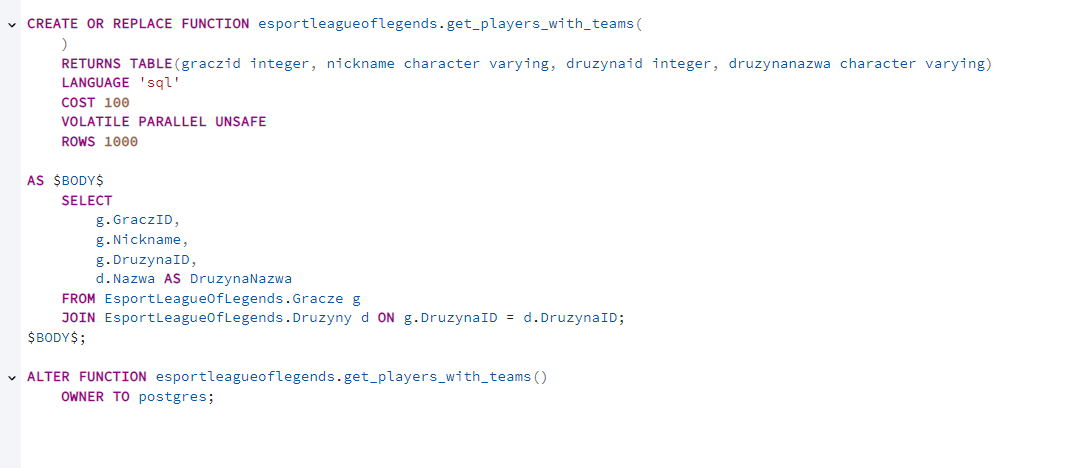 CREATE OR REPLACE FUNCTION esportleagueoflegends.get_players_with_teams(
    )
    RETURNS TABLE(graczid integer, nickname character varying, druzynaid integer, druzynanazwa character varying)
    LANGUAGE 'sql'
    COST 100
    VOLATILE PARALLEL UNSAFE
    ROWS 1000

AS $BODY$
    SELECT
        g.GraczID,
        g.Nickname,
        g.DruzynaID,
        d.Nazwa AS DruzynaNazwa
    FROM EsportLeagueOfLegends.Gracze g
    JOIN EsportLeagueOfLegends.Druzyny d ON g.DruzynaID = d.DruzynaID;
$BODY$;

ALTER FUNCTION esportleagueoflegends.get_players_with_teams()
    OWNER TO postgres;